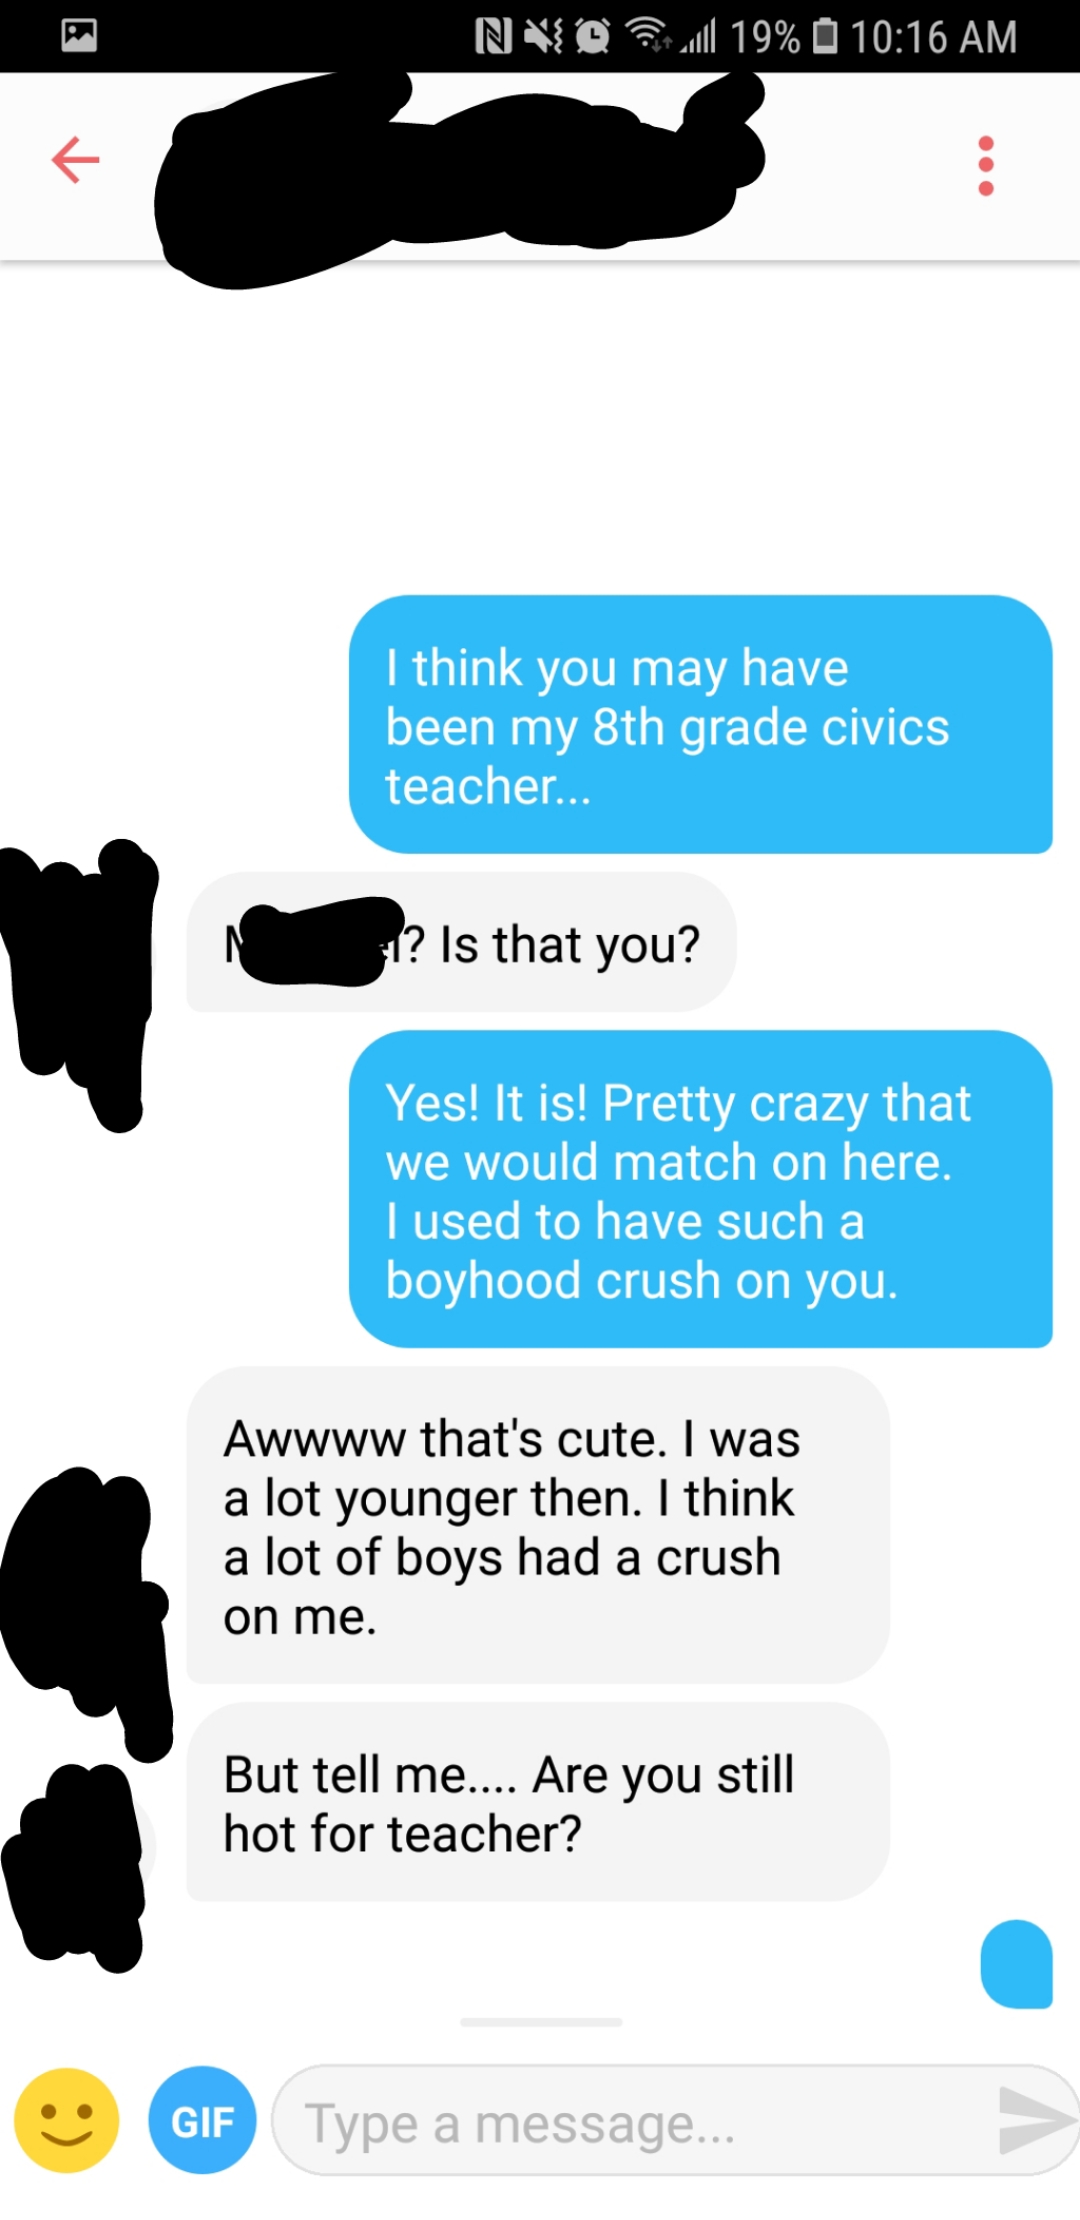 19% 10:16 AM
I think you may have
been my 8th grade civics
teacher...
? Is that you?
Yes! It is! Pretty crazy that
we would match on here.
I used to have such a
boyhood crush on you.
Awwww that's cute. I was
a lot younger then. I think
a lot of boys had a crush
on me.
But tell me.... Are you still
hot for teacher?
GIF
Type a message...